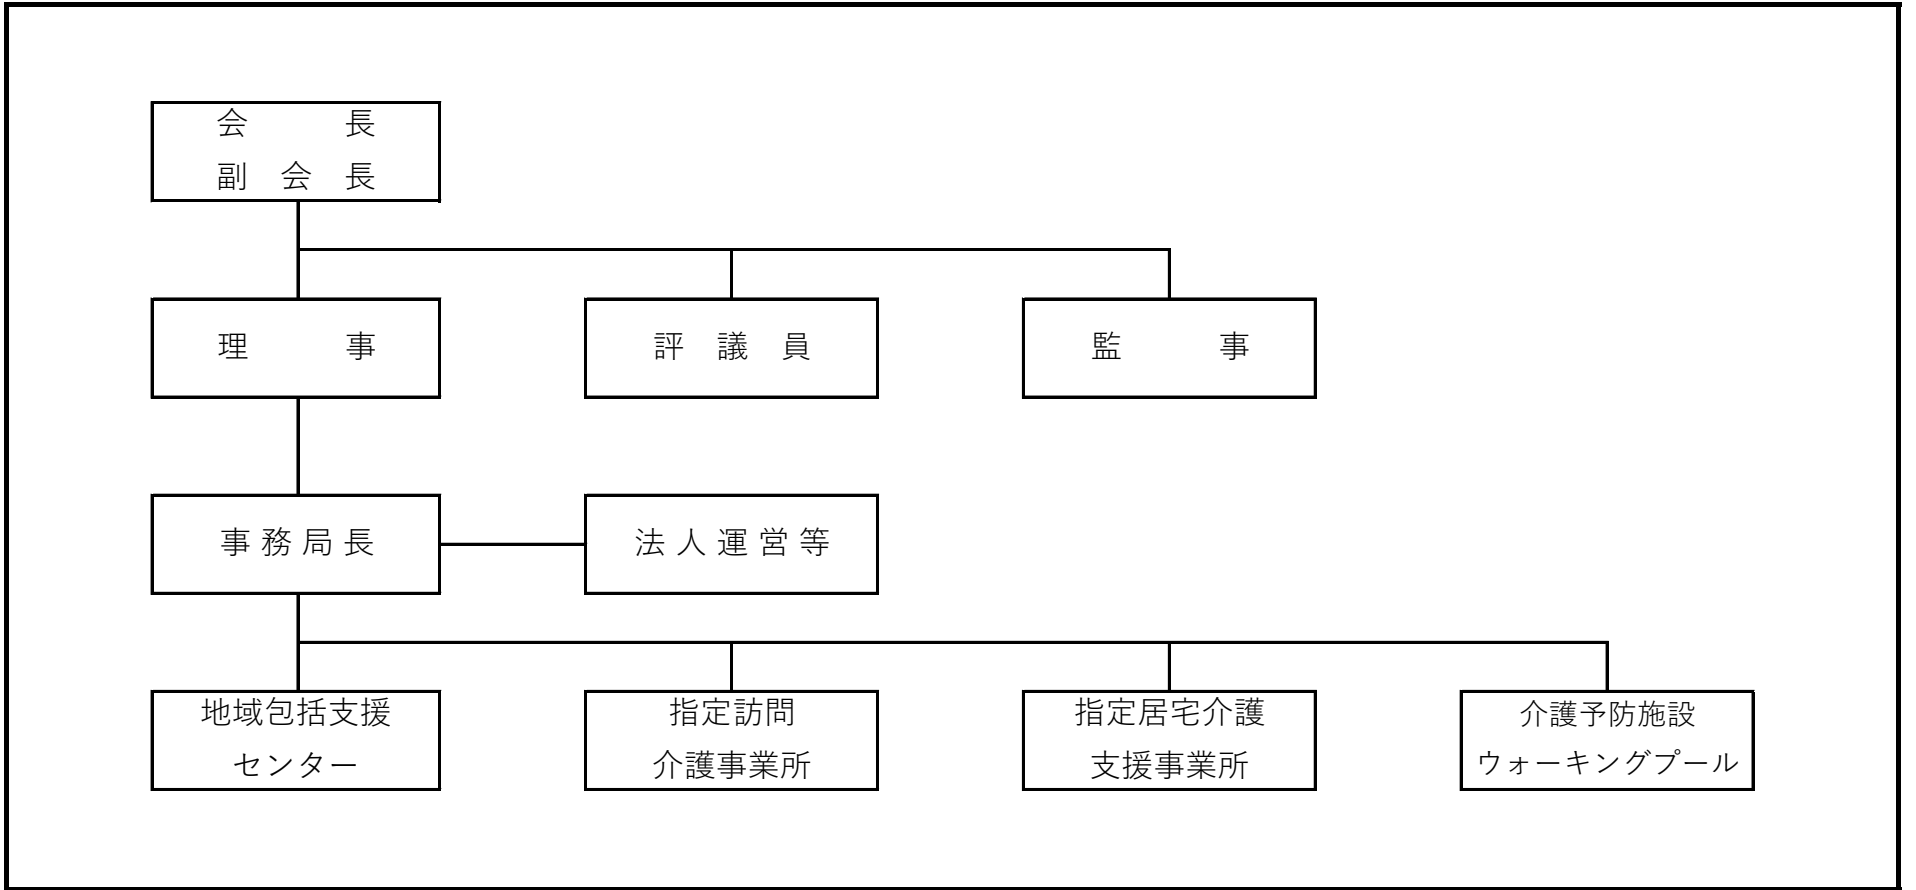 会　　　長
副　会　長
理　　　事
評　議　員
監　　　事
事務局長
法人運営等
地域包括支援
センター
指定訪問
介護事業所
指定居宅介護
支援事業所
介護予防施設
ウォーキングプール